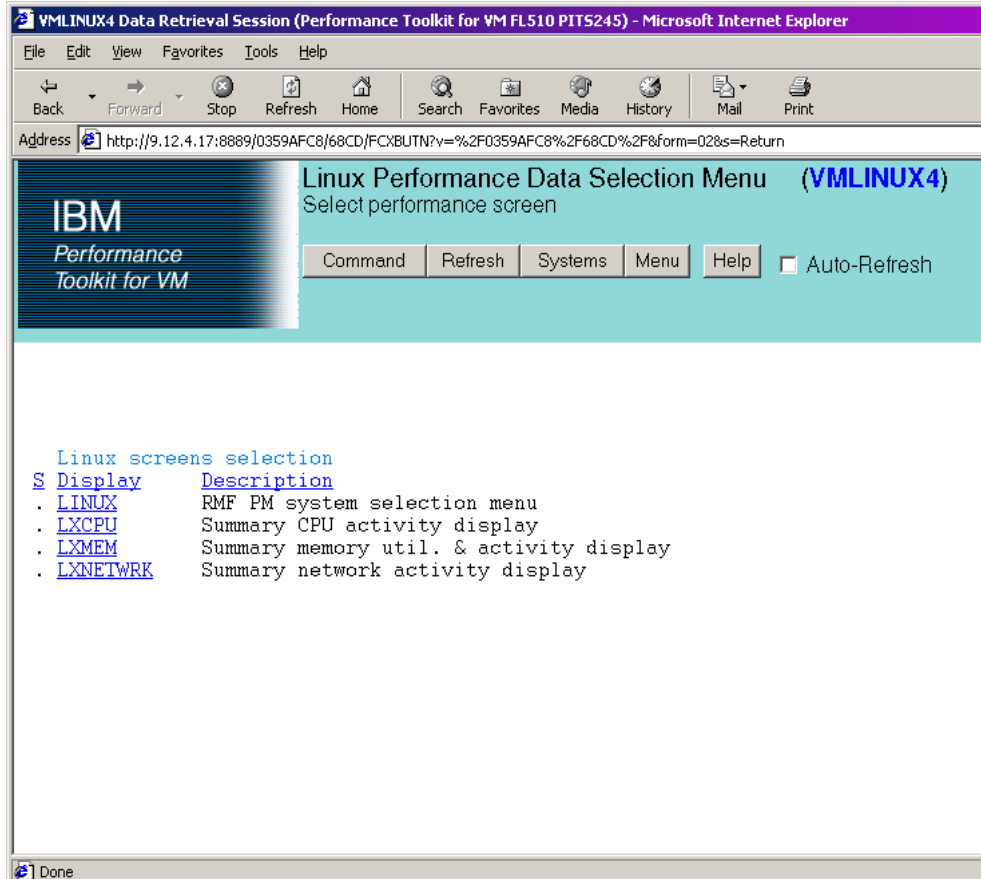 VMLINUX4 Data Retrieval Session (Performance Toolkit for VM FL510 PITS245) - Microsoft Internet Explorer
File Edit View Favorites Tools Help
Back Forward Stop Refresh Home Search Favorites Media History Mail Print
Address http://9.12.4.17:8889/0359AFC8/68CD/FCXBUTN?v=%2F0359AFC8%2F68CD%2F&form=02&s=Return
IBM
Performance
Toolkit for VM
Linux Performance Data Selection Menu (VMLINUX4)
Select performance screen
Command Refresh Systems Menu Help Auto-Refresh
Linux screens selection
S Display Description
. LINUX RMF PM system selection menu
. LXCPU Summary CPU activity display
. LXMEM Summary memory util. & activity display
. LXNETWRK Summary network activity display
Done